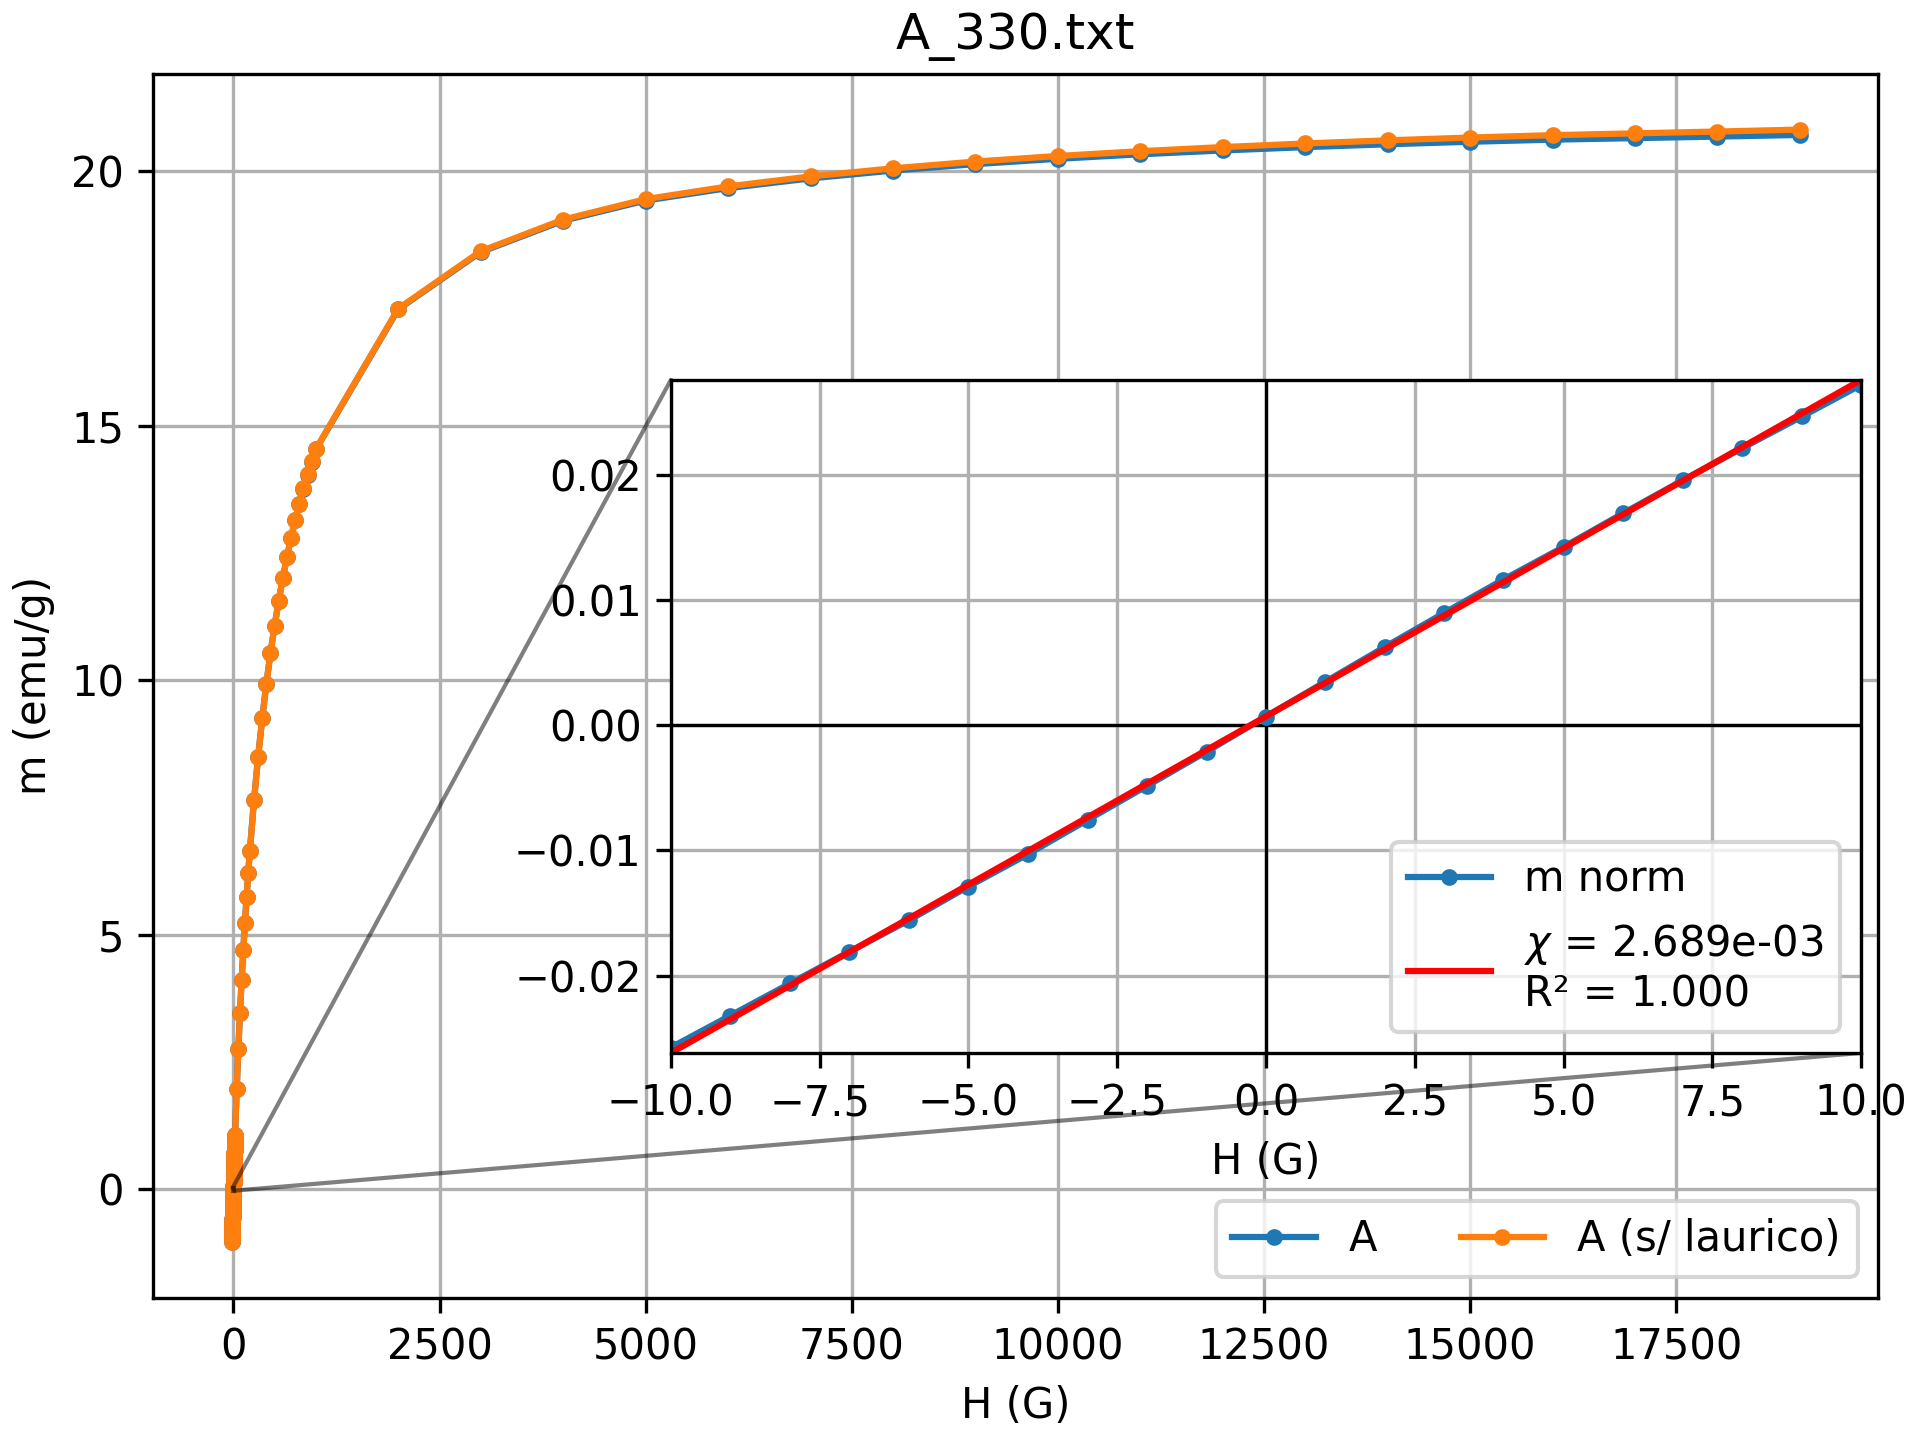 A_330.txt
m (emu/g)
20
15
10
5
0
0.02
0.01
0.00
−0.01
−0.02
m norm
χ = 2.689e-03
R² = 1.000
−10.0 −7.5 −5.0 −2.5 0.0 2.5 5.0 7.5 10.0
H (G)
A A (s/ laurico)
0 2500 5000 7500 10000 12500 15000 17500
H (G)